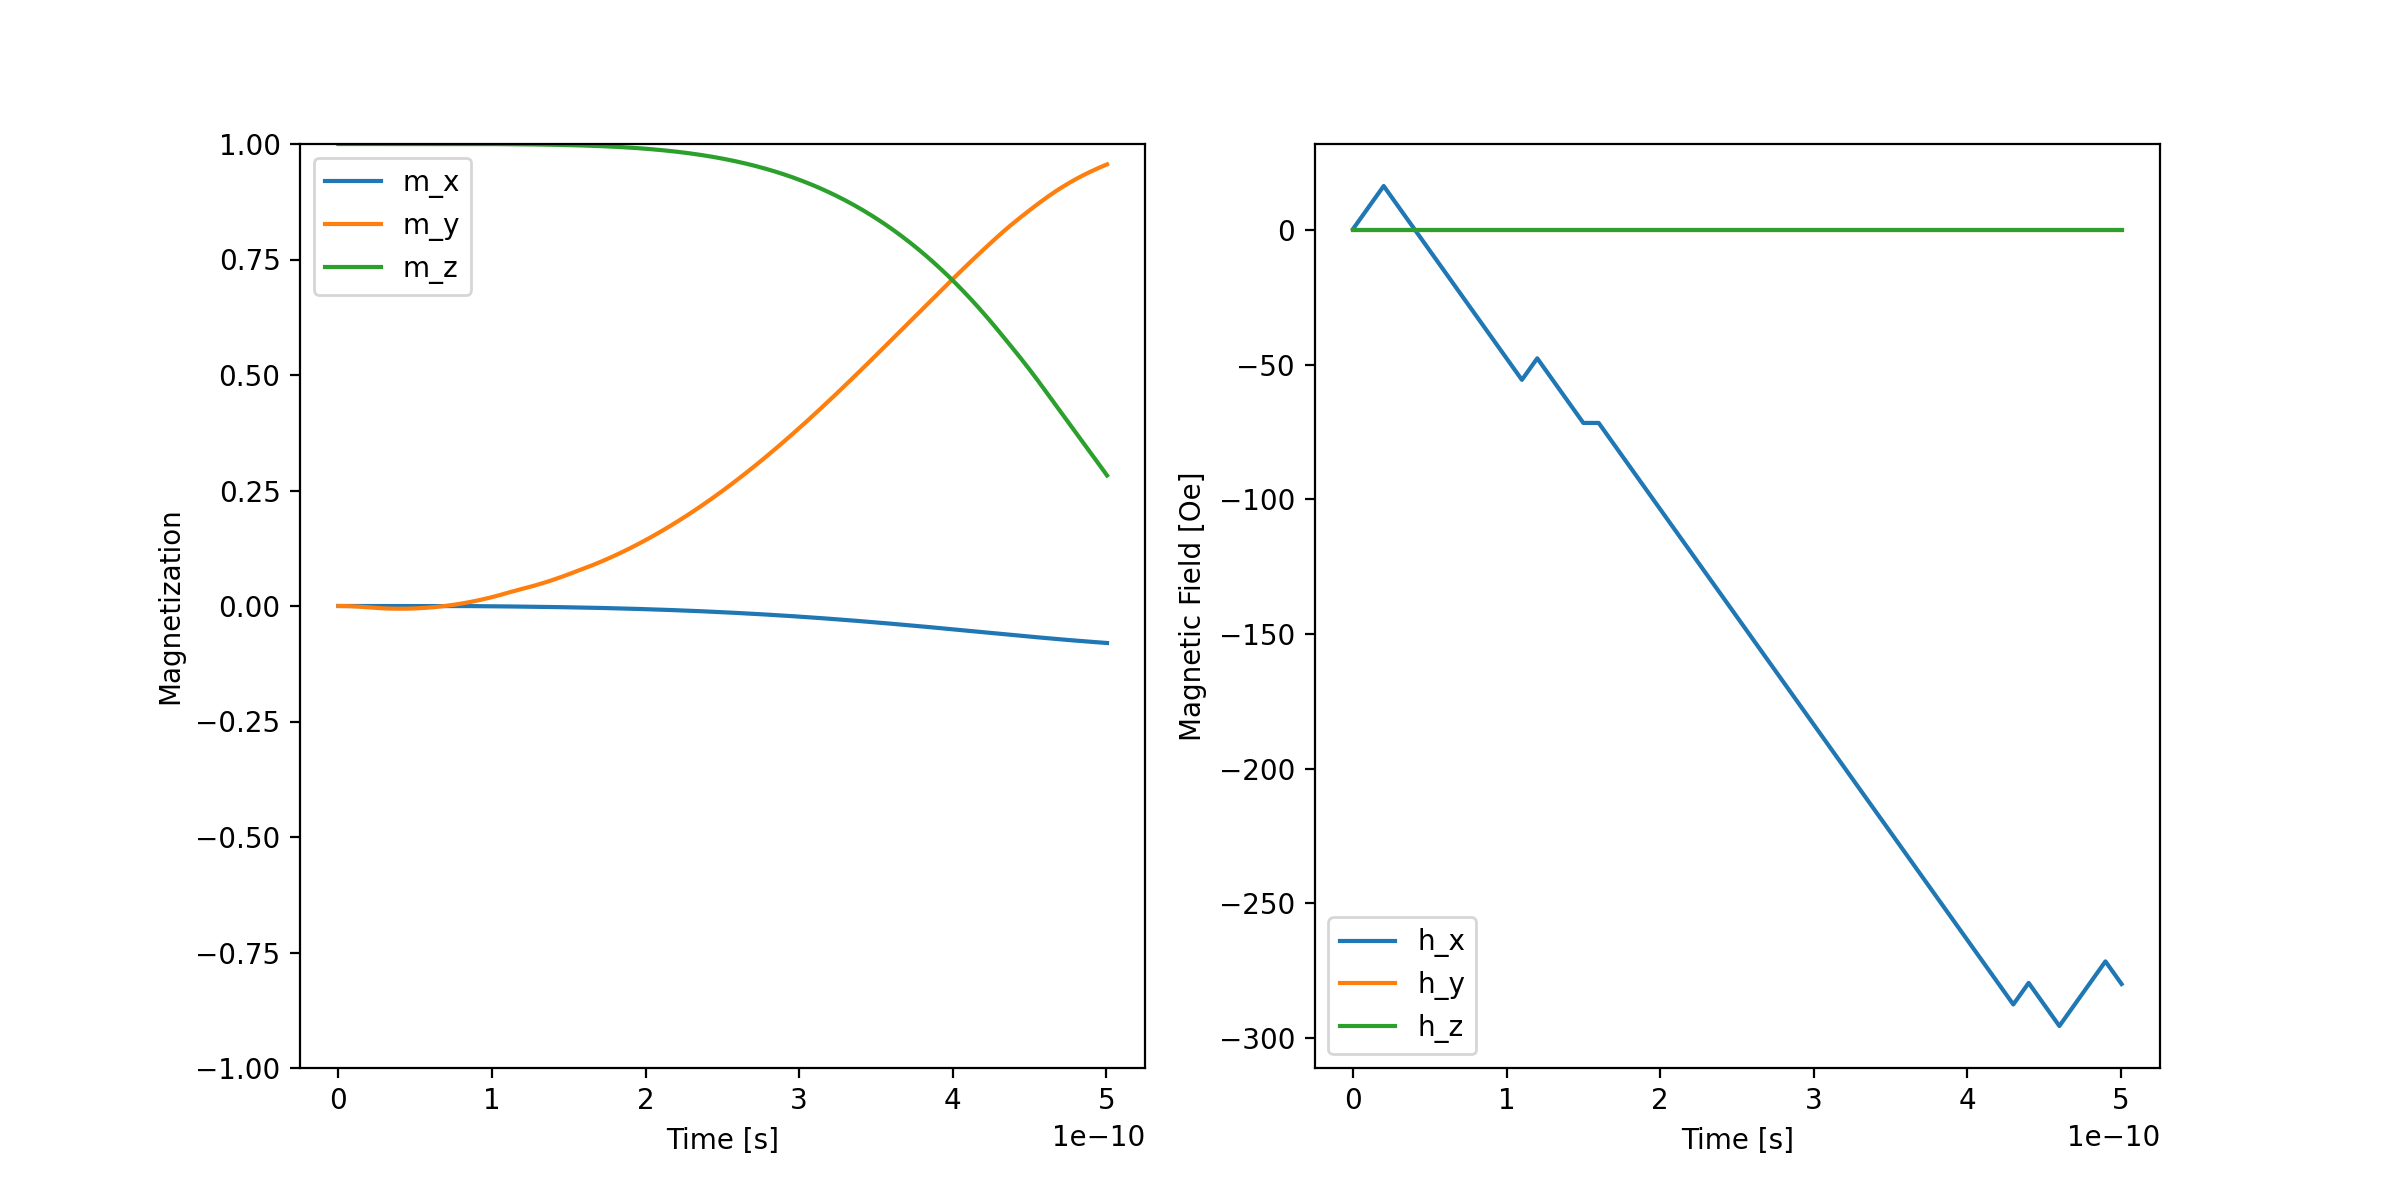 1.00
0.75
0.50
0.25
0.00
−0.25
−0.50
−0.75
−1.00
Magnetization
m_x
m_y
m_z
0 1 2 3 4 5
1e−10
Time [s]
0
−50
−100
−150
−200
−250
−300
Magnetic Field [Oe]
h_x
h_y
h_z
0 1 2 3 4 5
1e−10
Time [s]